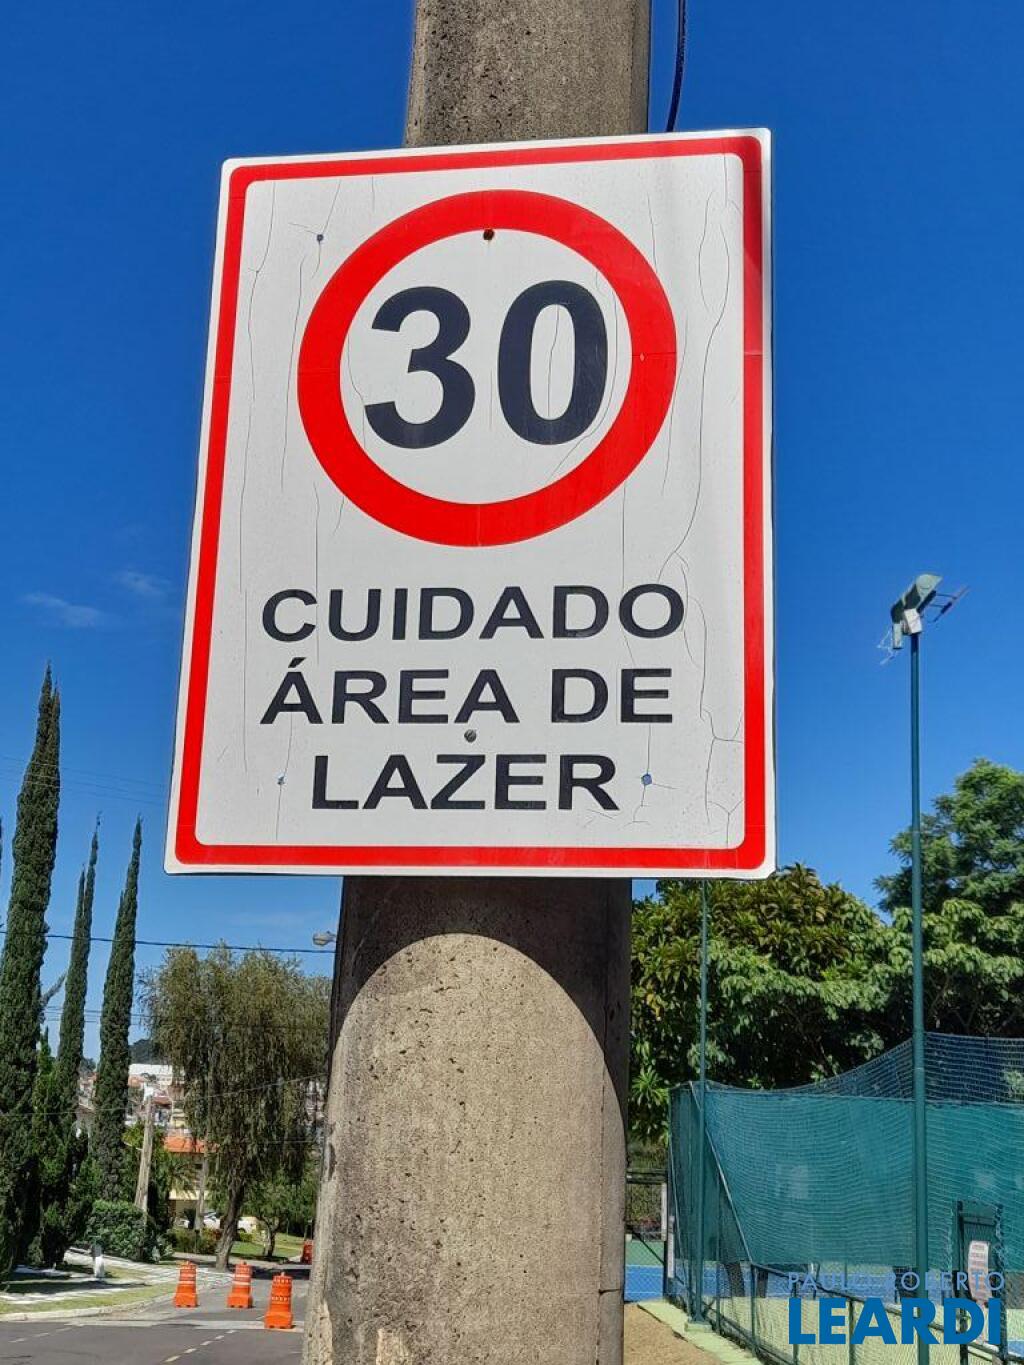 30
CUIDADO
ÁREA DE
LAZER
PAULO ROBERTO
LEARDI